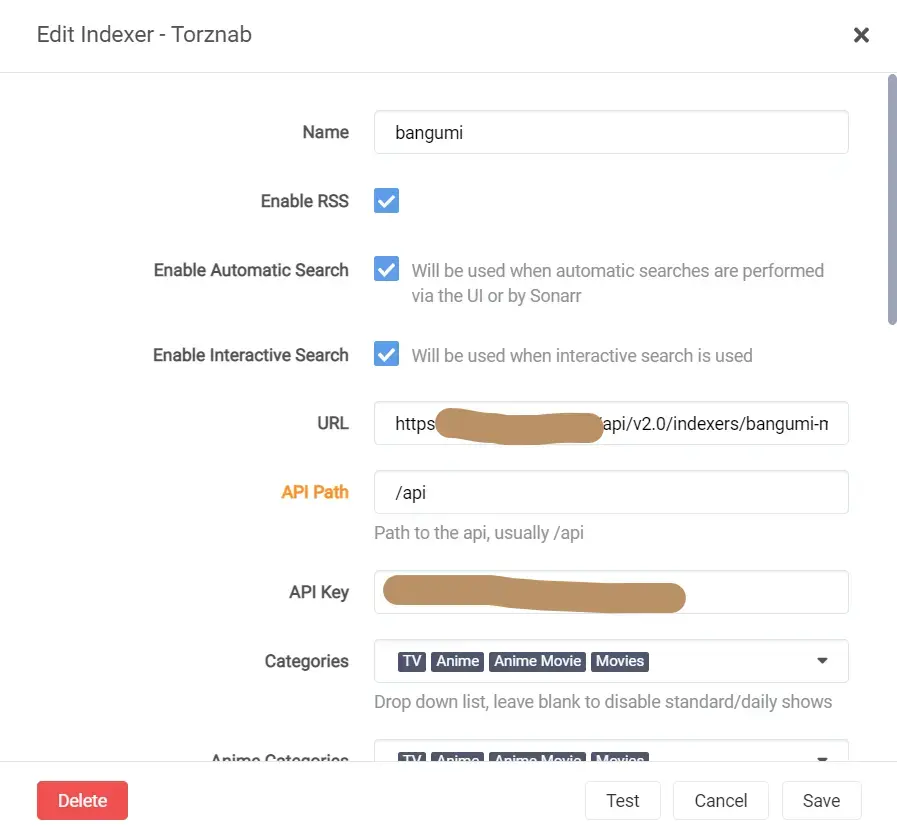 Edit Indexer - Torznab
Name
bangumi
Enable RSS
Enable Automatic Search
Will be used when automatic searches are performed
via the UI or by Sonarr
Enable Interactive Search
Will be used when interactive search is used
URL
https /api/v2.0/indexers/bangumi-m
API Path
/api
Path to the api, usually /api
API Key
Categories
TV Anime Anime Movie Movies
Drop down list, leave blank to disable standard/daily shows
Anime Categories
TV Anime Anime Movie Movies
Delete
Test
Cancel
Save